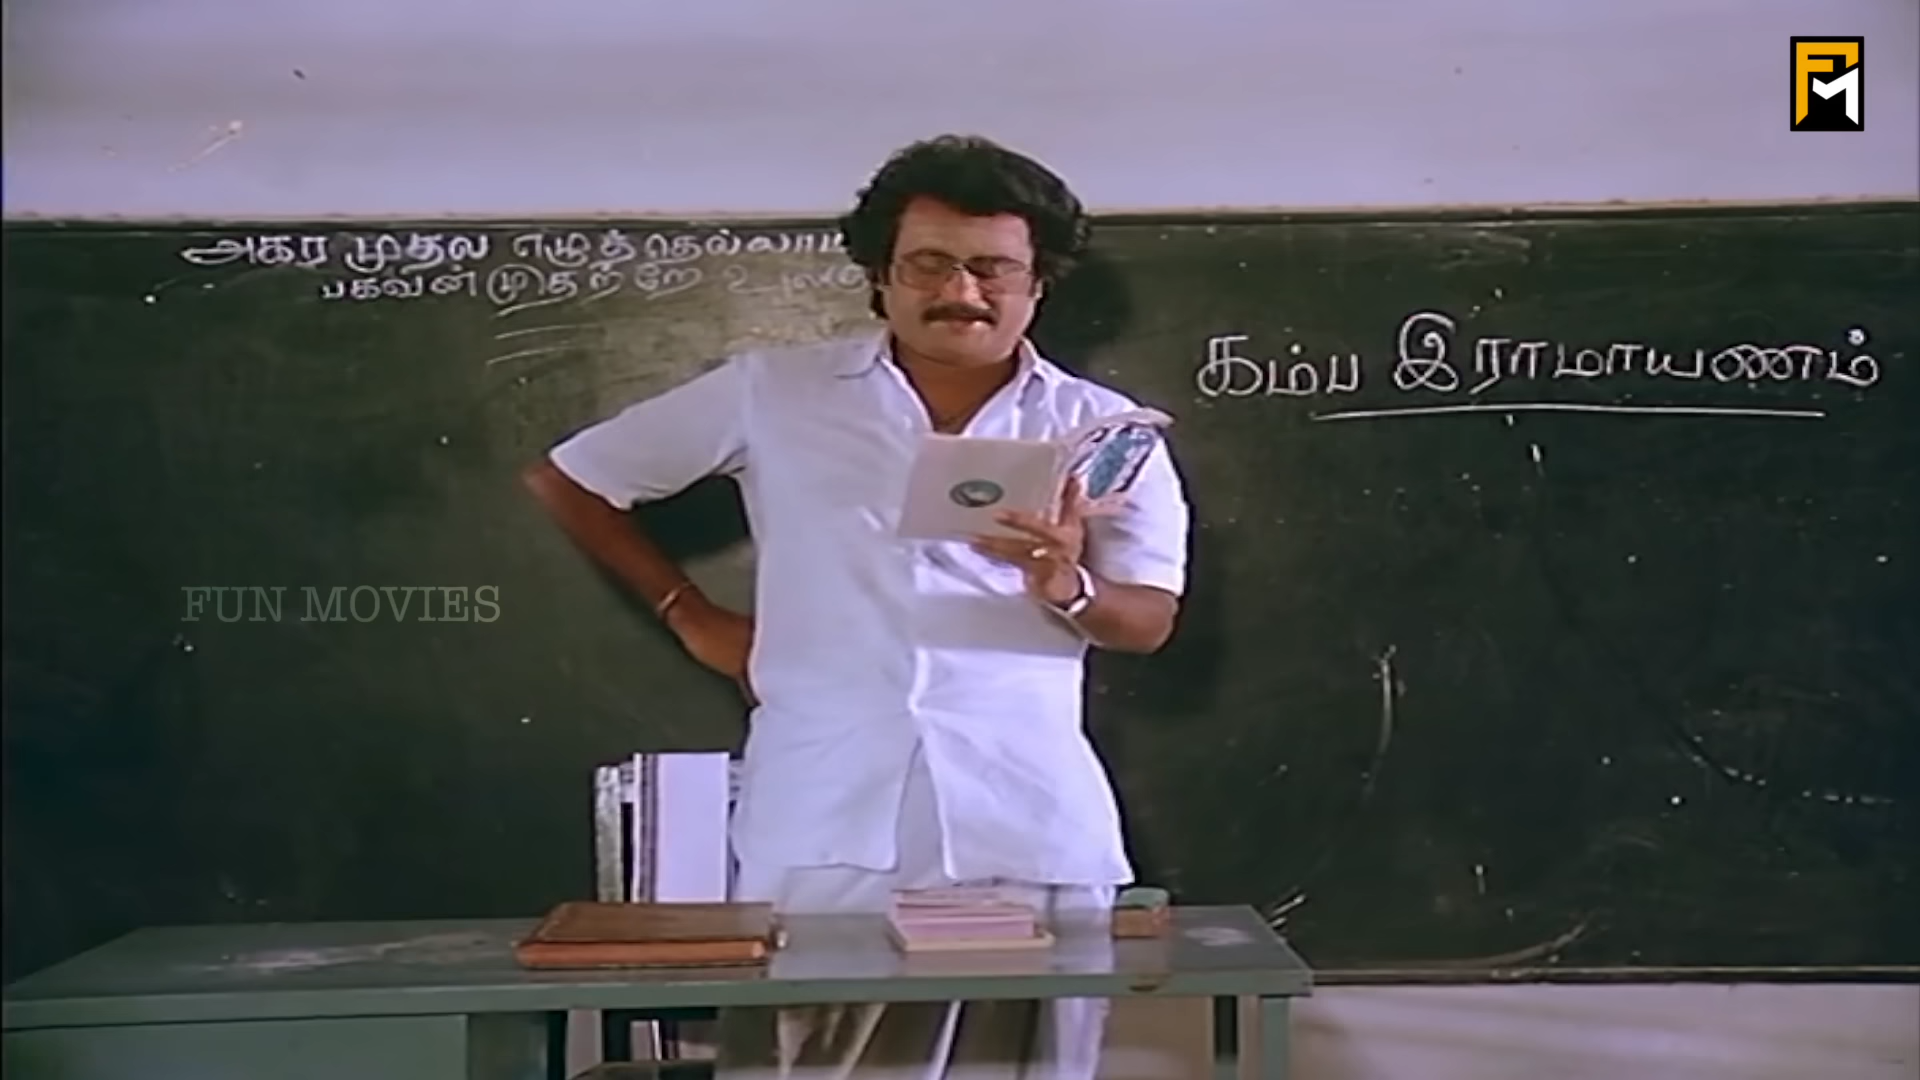 அகர முதல எழுத்தெல்லாம்
பகவன் முதற்றே உலகு
கம்ப இராமாயணம்
FUN MOVIES
FM